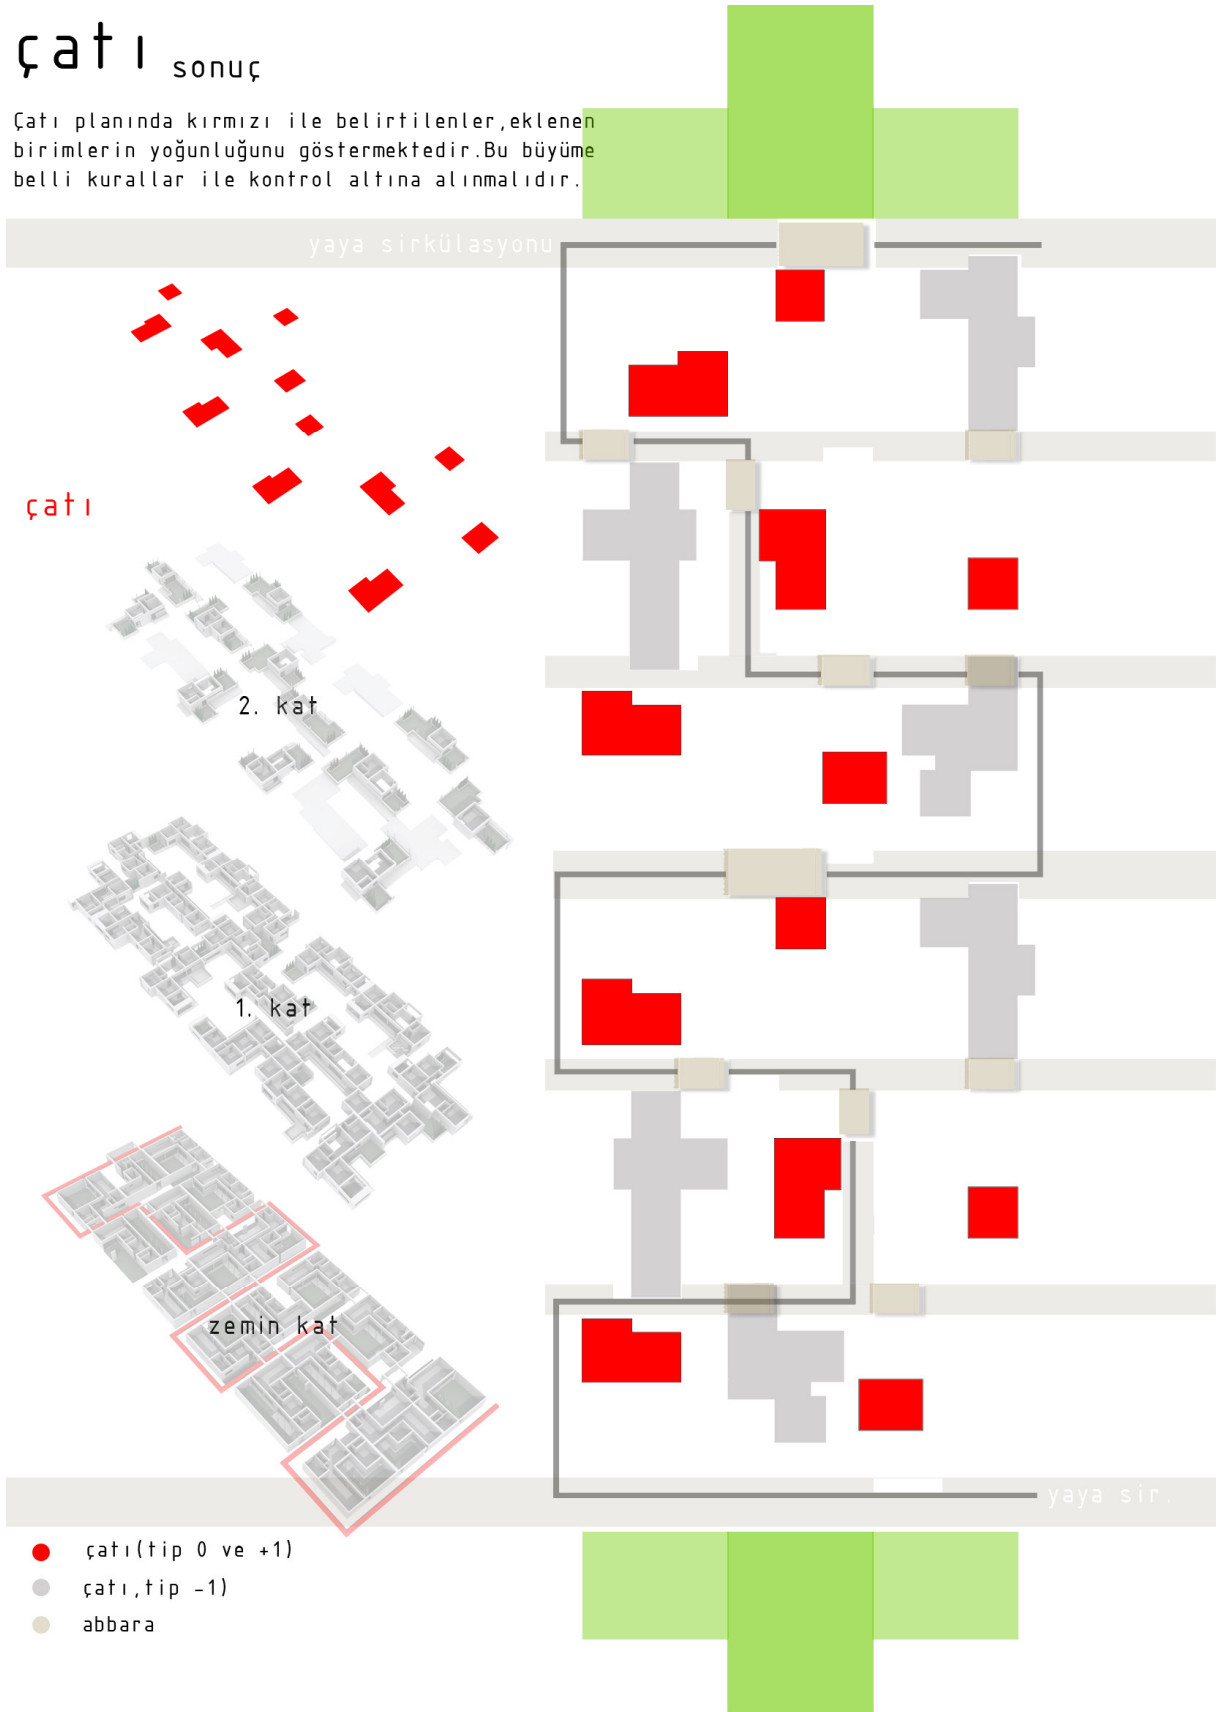 çatı sonuç
Çatı planında kırmızı ile belirtilenler,eklenen
birimlerin yoğunluğunu göstermektedir.Bu büyüme
belli kurallar ile kontrol altına alınmalıdır.
yaya sirkülasyonu
çatı
2. kat
1. kat
zemin kat
yaya sir.
çatı(tip 0 ve +1)
çatı,tip -1)
abbara